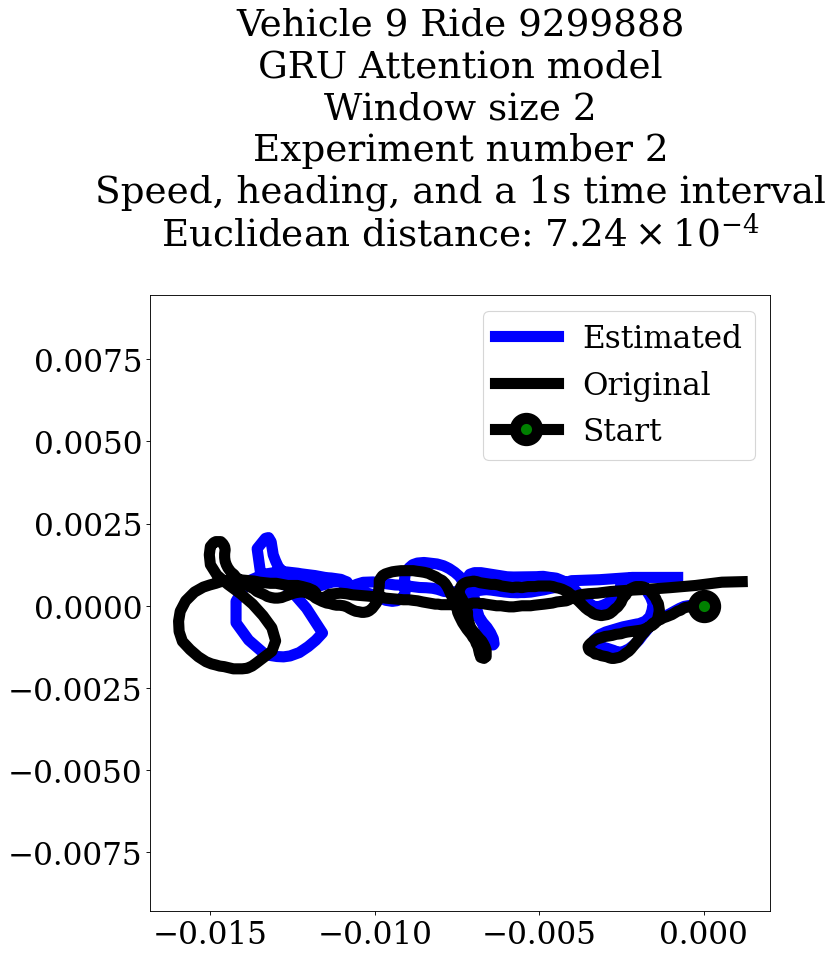 Vehicle 9 Ride 9299888
GRU Attention model
Window size 2
Experiment number 2
Speed, heading, and a 1s time interval
Euclidean distance: 7.24 × 10⁻⁴
Estimated
Original
Start
0.0075
0.0050
0.0025
0.0000
−0.0025
−0.0050
−0.0075
−0.015 −0.010 −0.005 0.000